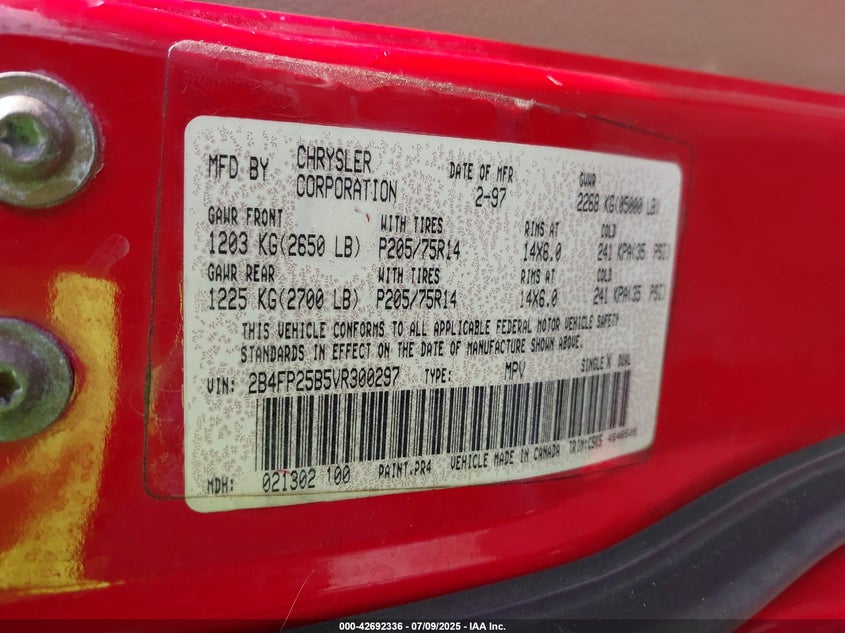 MFD BY CHRYSLER CORPORATION DATE OF MFR 2-97 GVWR 2268 KG(05000 LB)
GAWR FRONT WITH TIRES RIMS AT COLD
1203 KG(2650 LB) P205/75R14 14X6.0 241 KPA(35 PSI)
GAWR REAR WITH TIRES RIMS AT COLD
1225 KG(2700 LB) P205/75R14 14X6.0 241 KPA(35 PSI)
THIS VEHICLE CONFORMS TO ALL APPLICABLE FEDERAL MOTOR VEHICLE SAFETY
STANDARDS IN EFFECT ON THE DATE OF MANUFACTURE SHOWN ABOVE.
VIN: 2B4FP25B5VR300297 TYPE: MPV SINGLE X DUAL
MDH: 021302 100 PAINT.PR4 VEHICLE MADE IN CANADA TRIM:C5K5
000-42692336 - 07/09/2025 - IAA Inc.